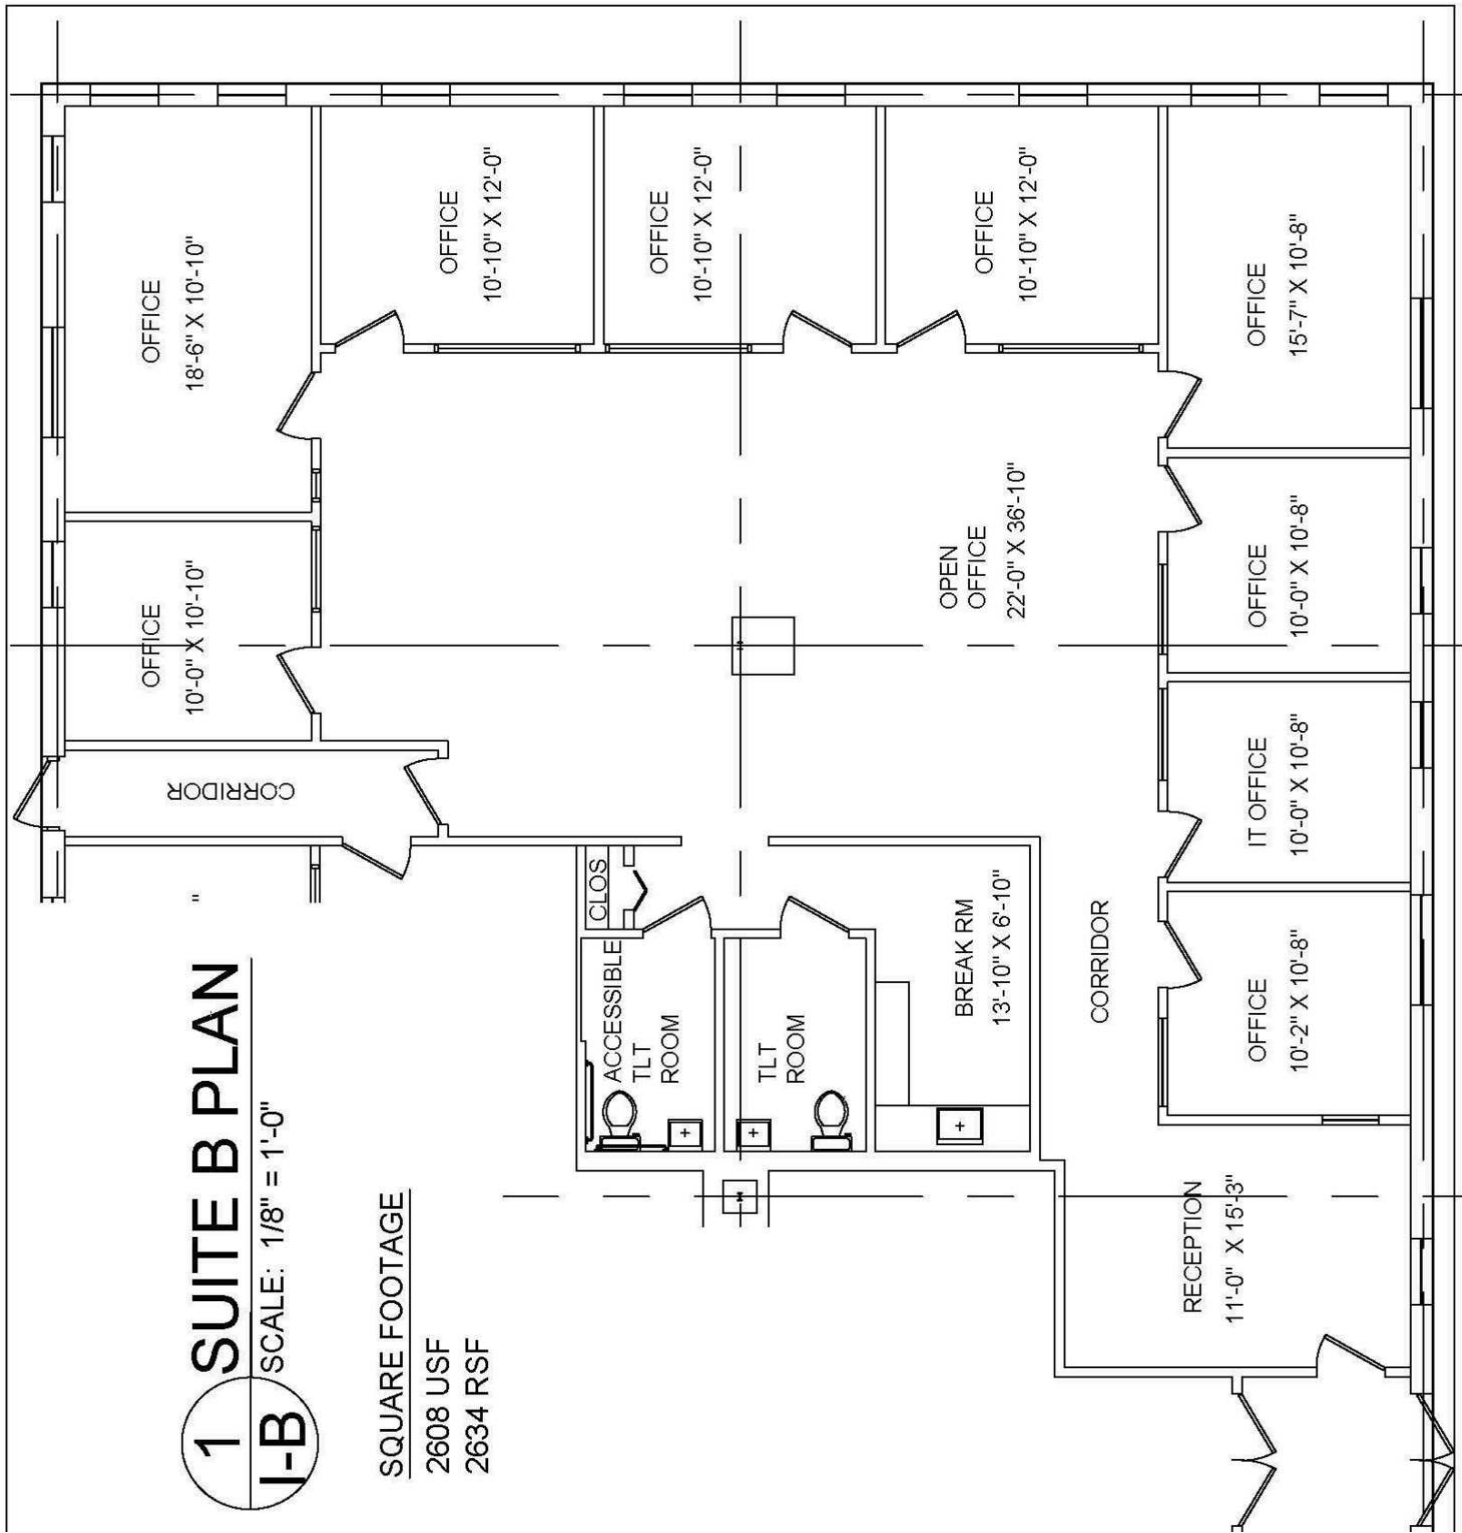 1
I-B
SUITE B PLAN
SCALE: 1/8" = 1'-0"
SQUARE FOOTAGE
2608 USF
2634 RSF
OFFICE
18'-6" X 10'-10"
OFFICE
10'-0" X 10'-10"
CORRIDOR
"
OFFICE
10'-10" X 12'-0"
OFFICE
10'-10" X 12'-0"
OFFICE
10'-10" X 12'-0"
OFFICE
15'-7" X 10'-8"
OPEN
OFFICE
22'-0" X 36'-10"
OFFICE
10'-0" X 10'-8"
IT OFFICE
10'-0" X 10'-8"
OFFICE
10'-2" X 10'-8"
CLOS
ACCESSIBLE
TLT
ROOM
TLT
ROOM
BREAK RM
13'-10" X 6'-10"
CORRIDOR
RECEPTION
11'-0" X 15'-3"